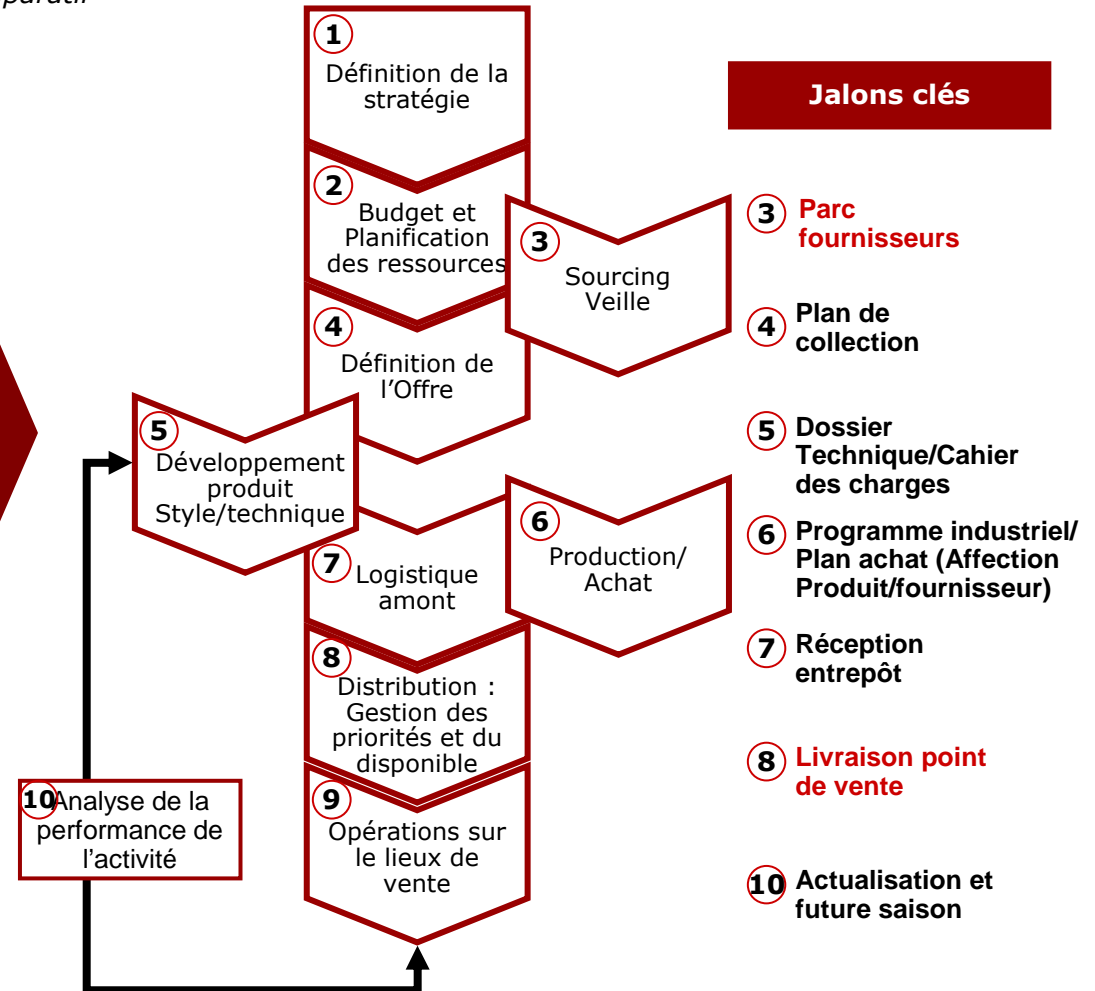 1
Définition de la
stratégie
2
Budget et
Planification
des ressources
3
Sourcing
Veille
4
Définition de
l’Offre
5
Développement
produit
Style/technique
6
Production/
Achat
7
Logistique
amont
8
Distribution :
Gestion des
priorités et du
disponible
9
Opérations sur
le lieux de
vente
10
Analyse de la
performance de
l’activité
Jalons clés
3 Parc
fournisseurs
4 Plan de
collection
5 Dossier
Technique/Cahier
des charges
6 Programme industriel/
Plan achat (Affection
Produit/fournisseur)
7 Réception
entrepôt
8 Livraison point
de vente
10 Actualisation et
future saison